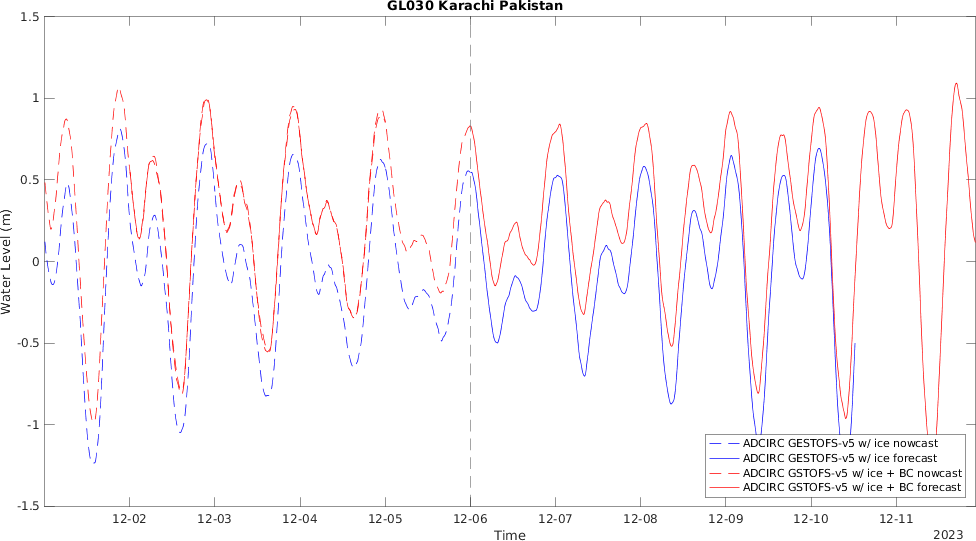 GL030 Karachi Pakistan
1.5
1
0.5
0
-0.5
-1
-1.5
Water Level (m)
12-02 12-03 12-04 12-05 12-06 12-07 12-08 12-09 12-10 12-11
Time
2023
ADCIRC GESTOFS-v5 w/ ice nowcast
ADCIRC GESTOFS-v5 w/ ice forecast
ADCIRC GSTOFS-v5 w/ ice + BC nowcast
ADCIRC GSTOFS-v5 w/ ice + BC forecast